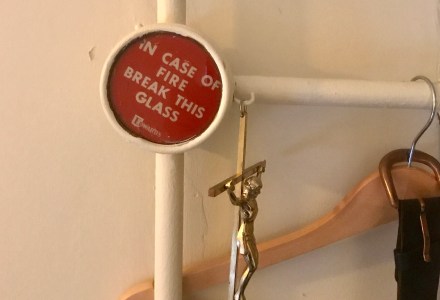 IN CASE OF
FIRE
BREAK THIS
GLASS